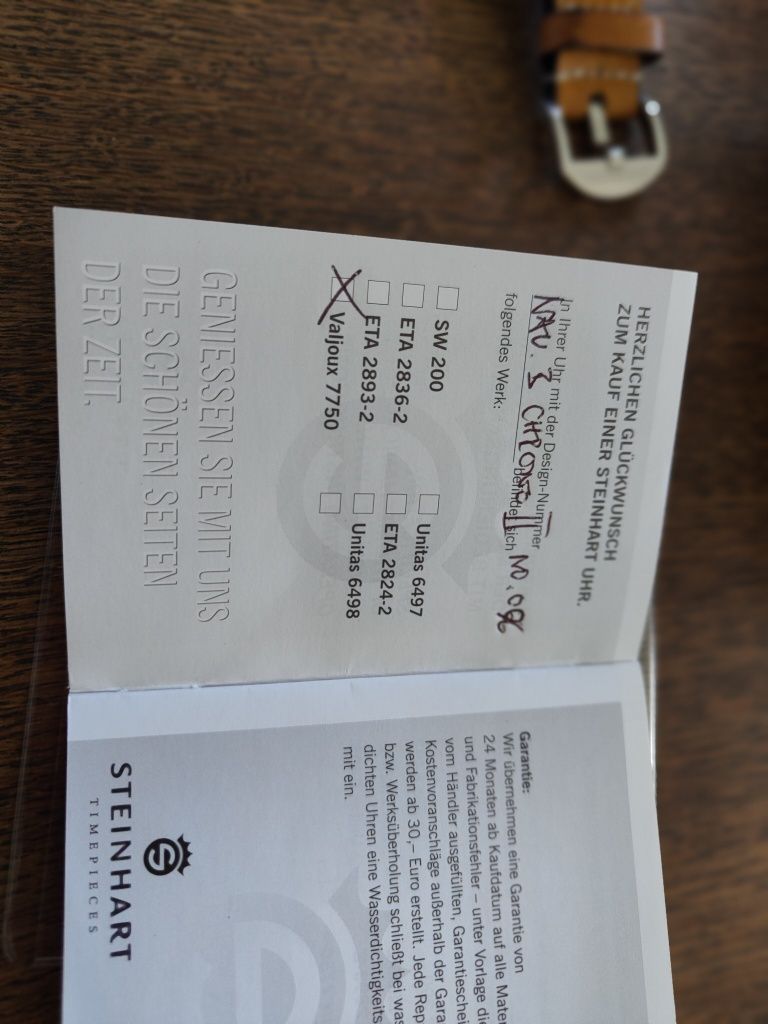 HERZLICHEN GLÜCKWUNSCH
ZUM KAUF EINER STEINHART UHR.
In Ihrer Uhr mit der Design-Nummer
NAV. B CHRONO II NO. 096 befindet sich
folgendes Werk:
SW 200
ETA 2836-2
ETA 2893-2
Valjoux 7750
Unitas 6497
ETA 2824-2
Unitas 6498
GENIESSEN SIE MIT UNS
DIE SCHÖNEN SEITEN
DER ZEIT.
Garantie:
Wir übernehmen eine Garantie von
24 Monaten ab Kaufdatum auf alle Mater
und Fabrikationsfehler – unter Vorlage die
vom Händler ausgefüllten, Garantieschei
Kostenvoranschläge außerhalb der Gara
werden ab 30,– Euro erstellt. Jede Rep
bzw. Werksüberholung schließt bei was
dichten Uhren eine Wasserdichtigkeits
mit ein.
STEINHART
TIMEPIECES